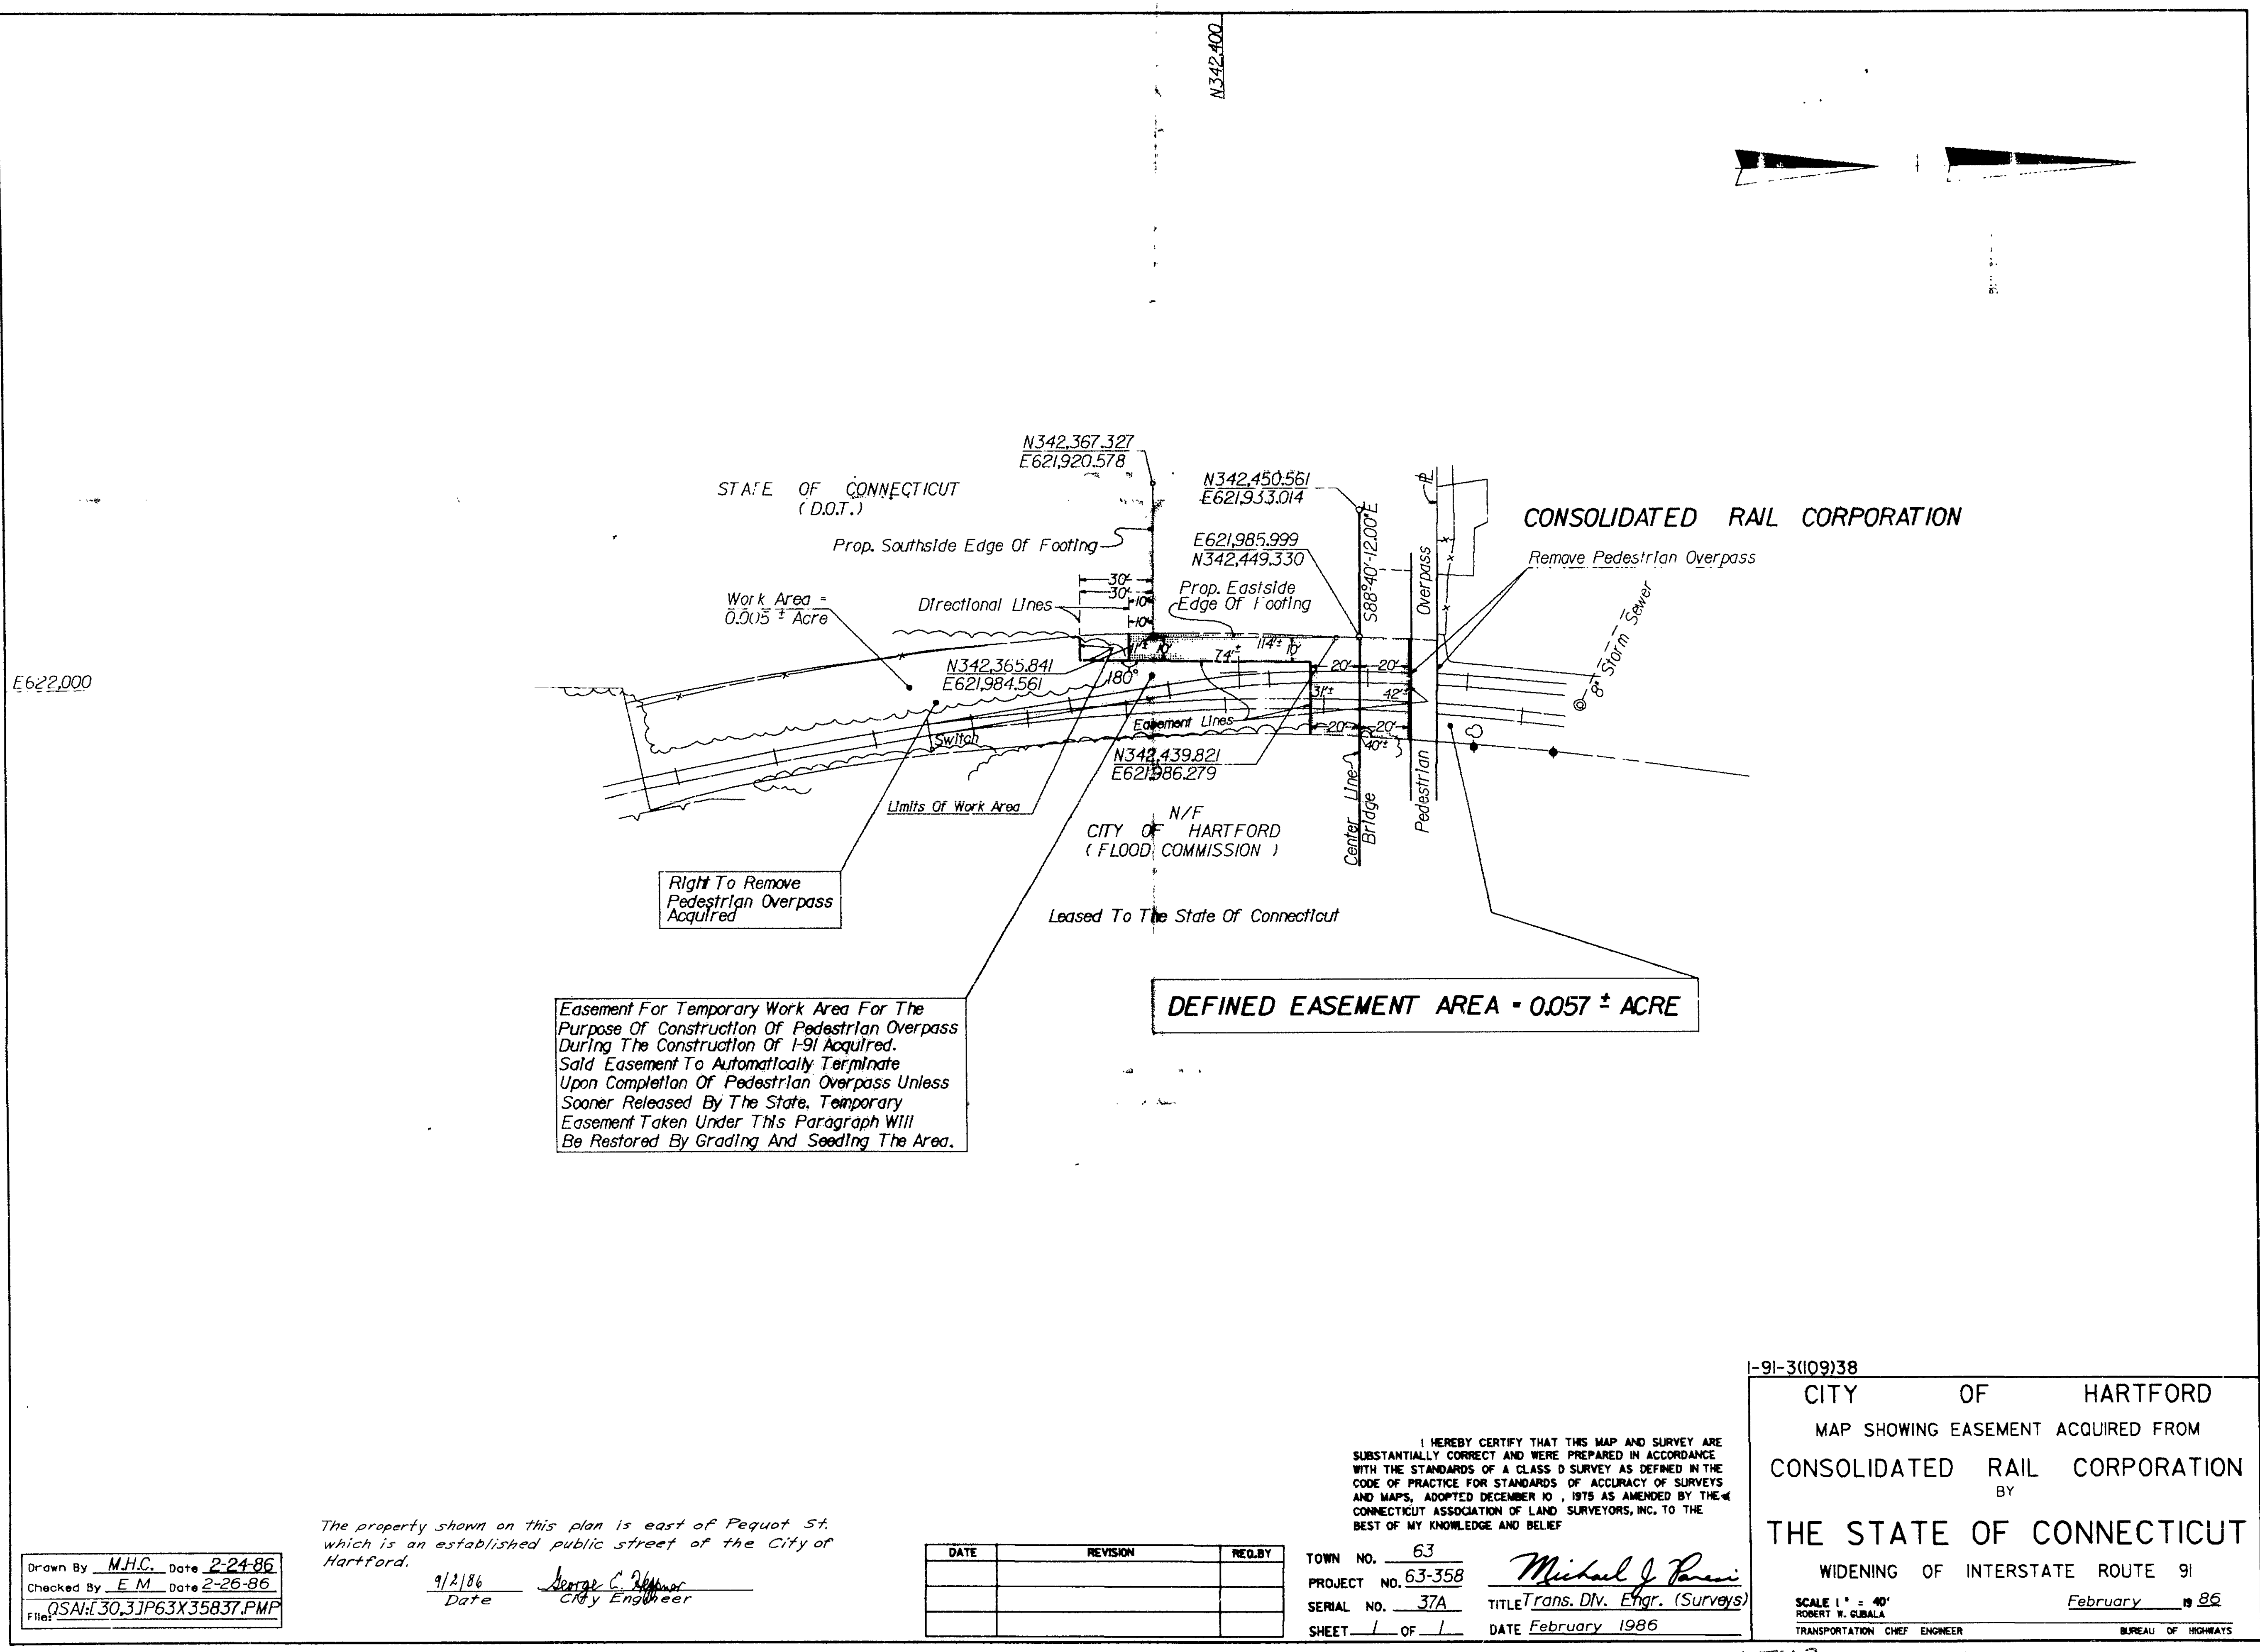 N342,400
N342,367.327
E621,920.578
STATE OF CONNECTICUT
( D.O.T.)
N342,450.561
E621,933.014
Prop. Southside Edge Of Footing
E621,985.999
N342,449.330
S88°40'-12.00"E
Overpass
CONSOLIDATED RAIL CORPORATION
Remove Pedestrian Overpass
30'
30'
10'
10'
Work Area =
0.005 ± Acre
Directional Lines
Prop. Eastside
Edge Of Footing
8" Storm Sewer
E622,000
N342,365.841
E621,984.561
11'±
10'
180°
74'±
114'±
10'
20'
20'
31'±
42'±
20'
20'
40'±
Easement Lines
Switch
N342,439.821
E621,986.279
Limits Of Work Area
N/F
CITY OF HARTFORD
( FLOOD COMMISSION )
Center Line
Bridge
Pedestrian
Right To Remove
Pedestrian Overpass
Acquired
Leased To The State Of Connecticut
DEFINED EASEMENT AREA = 0.057 ± ACRE
Easement For Temporary Work Area For The
Purpose Of Construction Of Pedestrian Overpass
During The Construction Of I-91 Acquired.
Said Easement To Automatically Terminate
Upon Completion Of Pedestrian Overpass Unless
Sooner Released By The State. Temporary
Easement Taken Under This Paragraph Will
Be Restored By Grading And Seeding The Area.
I-91-3(109)38
CITY OF HARTFORD
MAP SHOWING EASEMENT ACQUIRED FROM
CONSOLIDATED RAIL CORPORATION
BY
THE STATE OF CONNECTICUT
WIDENING OF INTERSTATE ROUTE 91
SCALE 1" = 40'
ROBERT W. GUBALA
TRANSPORTATION CHIEF ENGINEER
February 19 86
BUREAU OF HIGHWAYS
I HEREBY CERTIFY THAT THIS MAP AND SURVEY ARE
SUBSTANTIALLY CORRECT AND WERE PREPARED IN ACCORDANCE
WITH THE STANDARDS OF A CLASS D SURVEY AS DEFINED IN THE
CODE OF PRACTICE FOR STANDARDS OF ACCURACY OF SURVEYS
AND MAPS, ADOPTED DECEMBER 10 , 1975 AS AMENDED BY THE
CONNECTICUT ASSOCIATION OF LAND SURVEYORS, INC. TO THE
BEST OF MY KNOWLEDGE AND BELIEF
TOWN NO. 63
PROJECT NO. 63-358
SERIAL NO. 37A
SHEET 1 OF 1
Michael J
TITLE Trans. Div. Engr. (Surveys)
DATE February 1986
DATE REVISION REQ.BY
The property shown on this plan is east of Pequot St.
which is an established public street of the City of
Hartford.
9/2/86 George C.
Date City Engineer
Drawn By M.H.C. Date 2-24-86
Checked By E M Date 2-26-86
File: QSA1:[30,3]P63X35837.PMP